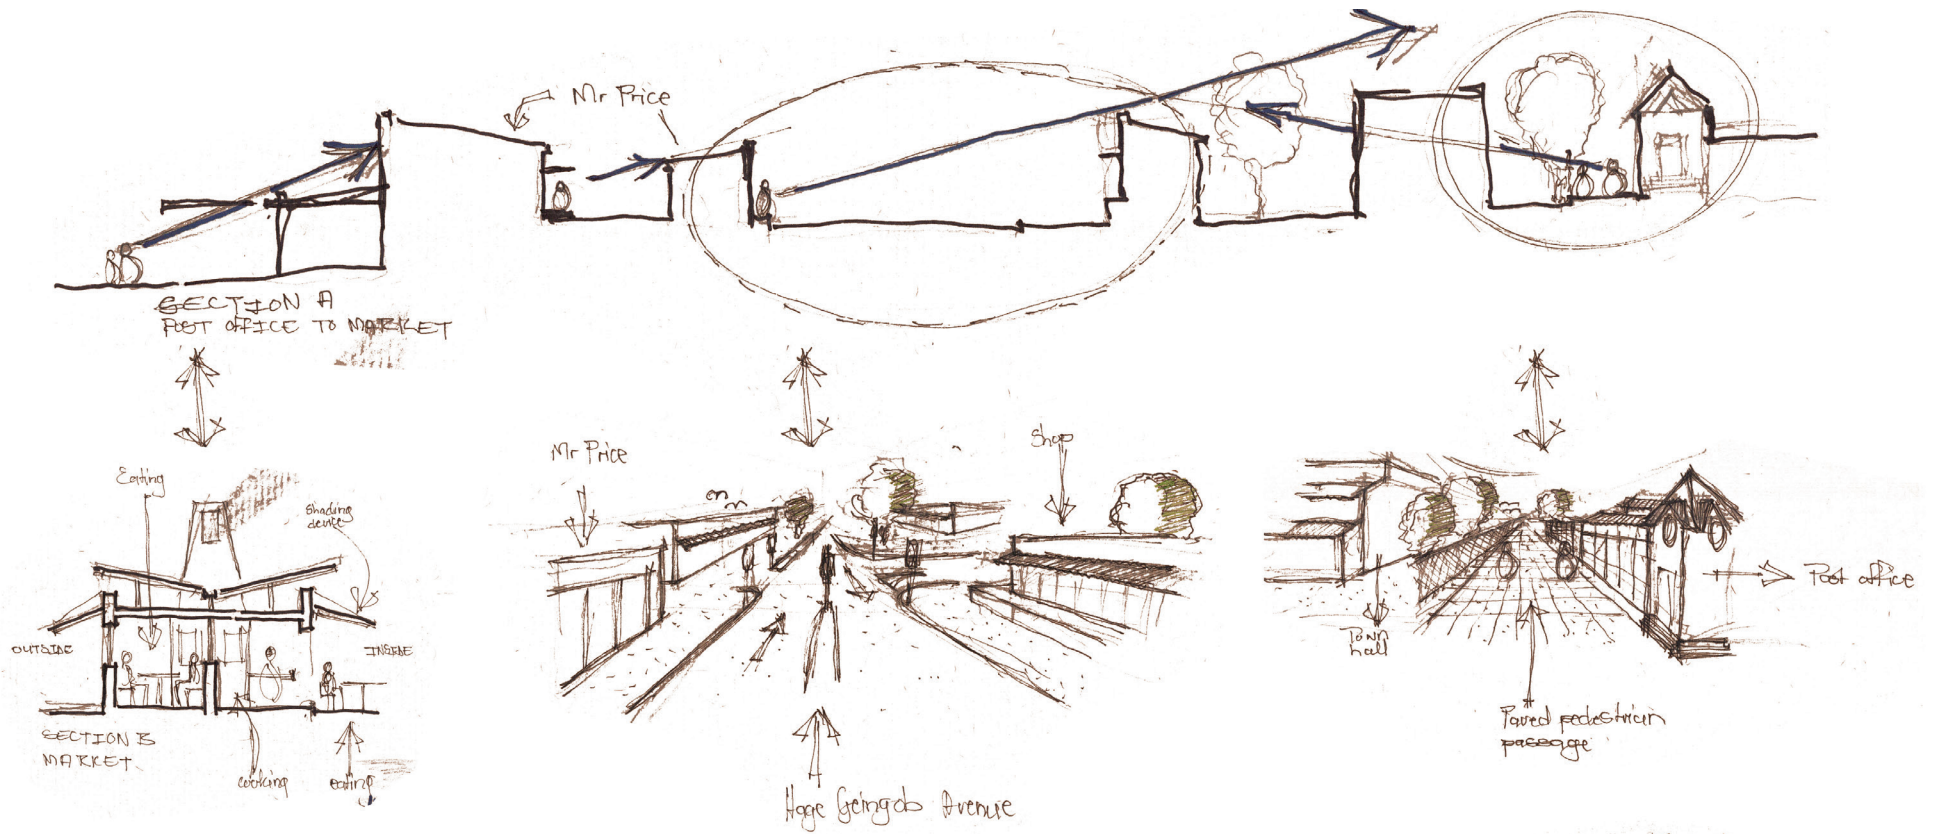 Mr Price
SECTION A
POST OFFICE TO MARKET
Mr Price
Shop
Eating
Shading
device
Post office
OUTSIDE
INSIDE
Town
hall
SECTION B
MARKET
cooking
eating
Paved pedestrian
passage
Hage Geingob Avenue